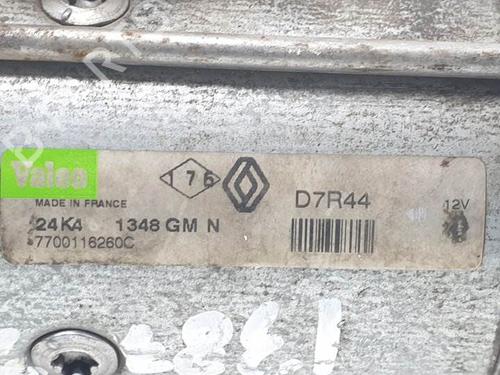 Valeo
176
D7R44
12V
MADE IN FRANCE
24K4 1348 GM N
7700116260C